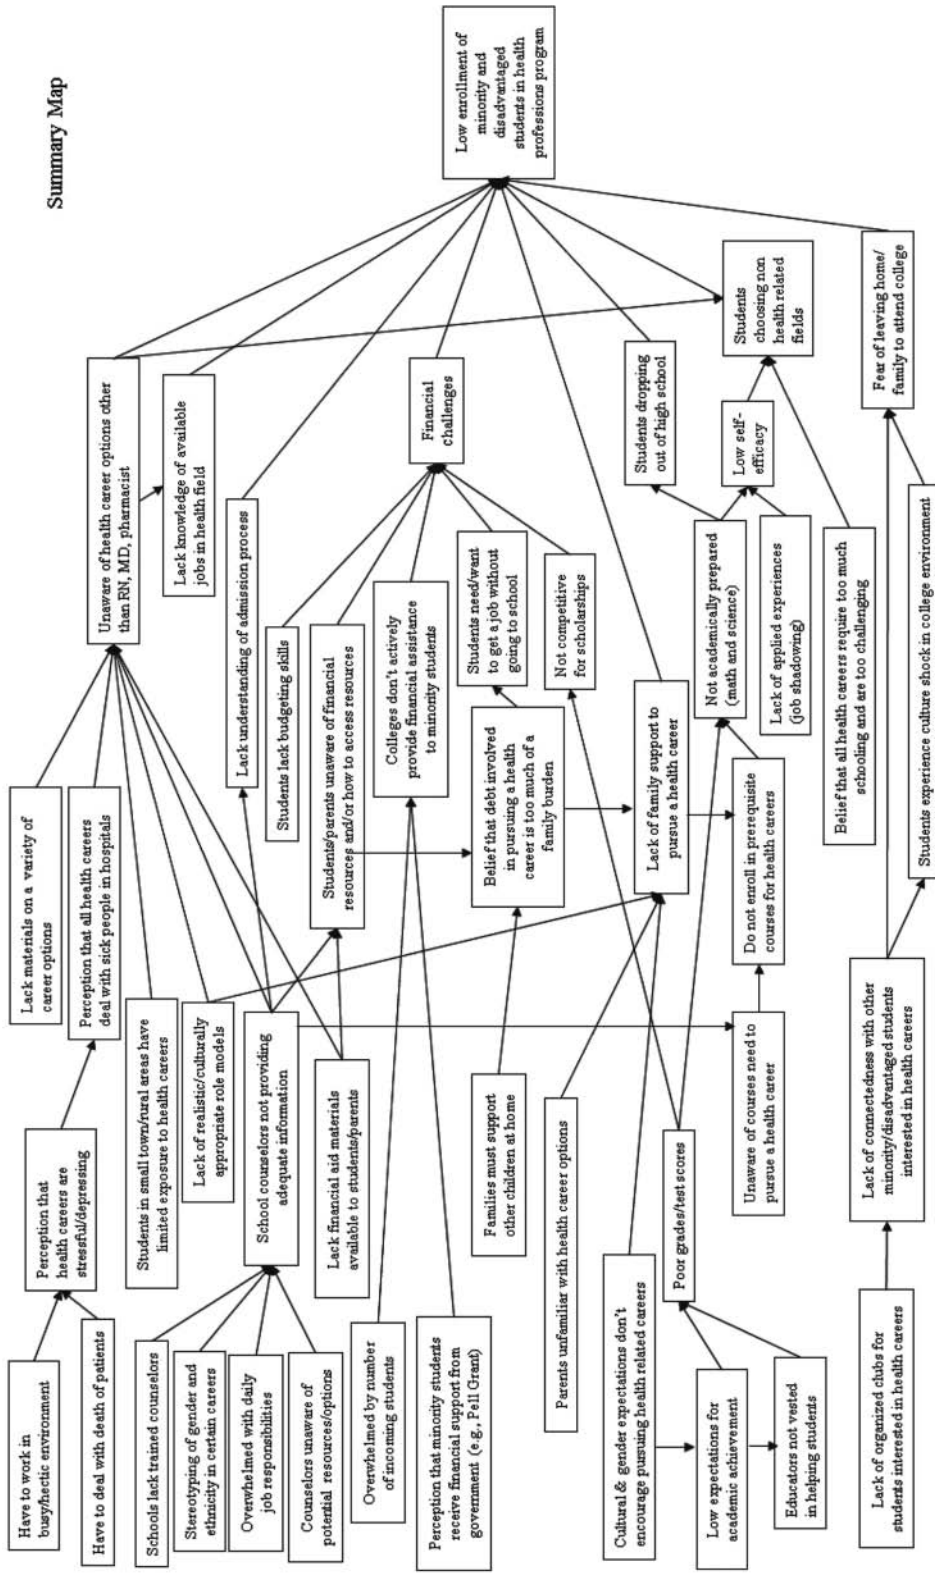 Summary Map
Have to work in
busy/hectic environment
Have to deal with death of patients
Perception that
health careers are
stressful/depressing
Lack materials on a variety of
career options
Perception that all health careers
deal with sick people in hospitals
Students in small town/rural areas have
limited exposure to health careers
Lack of realistic/culturally
appropriate role models
Schools lack trained counselors
Stereotyping of gender and
ethnicity in certain careers
Overwhelmed with daily
job responsibilities
Counselors unaware of
potential resources/options
School counselors not providing
adequate information
Lack financial aid materials
available to students/parents
Unaware of health career options other
than RN, MD, pharmacist
Lack knowledge of available
jobs in health field
Lack understanding of admission process
Students lack budgeting skills
Students/parents unaware of financial
resources and/or how to access resources
Overwhelmed by number
of incoming students
Perception that minority students
receive financial support from
government (e.g., Pell Grant)
Colleges don't actively
provide financial assistance
to minority students
Financial
challenges
Students need/want
to get a job without
going to school
Not competitive
for scholarships
Families must support
other children at home
Belief that debt involved
in pursuing a health
career is too much of a
family burden
Low enrollment of
minority and
disadvantaged
students in health
professions program
Parents unfamiliar with health career options
Cultural & gender expectations don't
encourage pursuing health related careers
Lack of family support to
pursue a health career
Poor grades/test scores
Low expectations for
academic achievement
Educators not vested
in helping students
Unaware of courses need to
pursue a health career
Do not enroll in prerequisite
courses for health careers
Not academically prepared
(math and science)
Lack of applied experiences
(job shadowing)
Students dropping
out of high school
Low self-
efficacy
Students
choosing non
health related
fields
Belief that all health careers require too much
schooling and are too challenging
Lack of organized clubs for
students interested in health careers
Lack of connectedness with other
minority/disadvantaged students
interested in health careers
Students experience culture shock in college environment
Fear of leaving home/
family to attend college